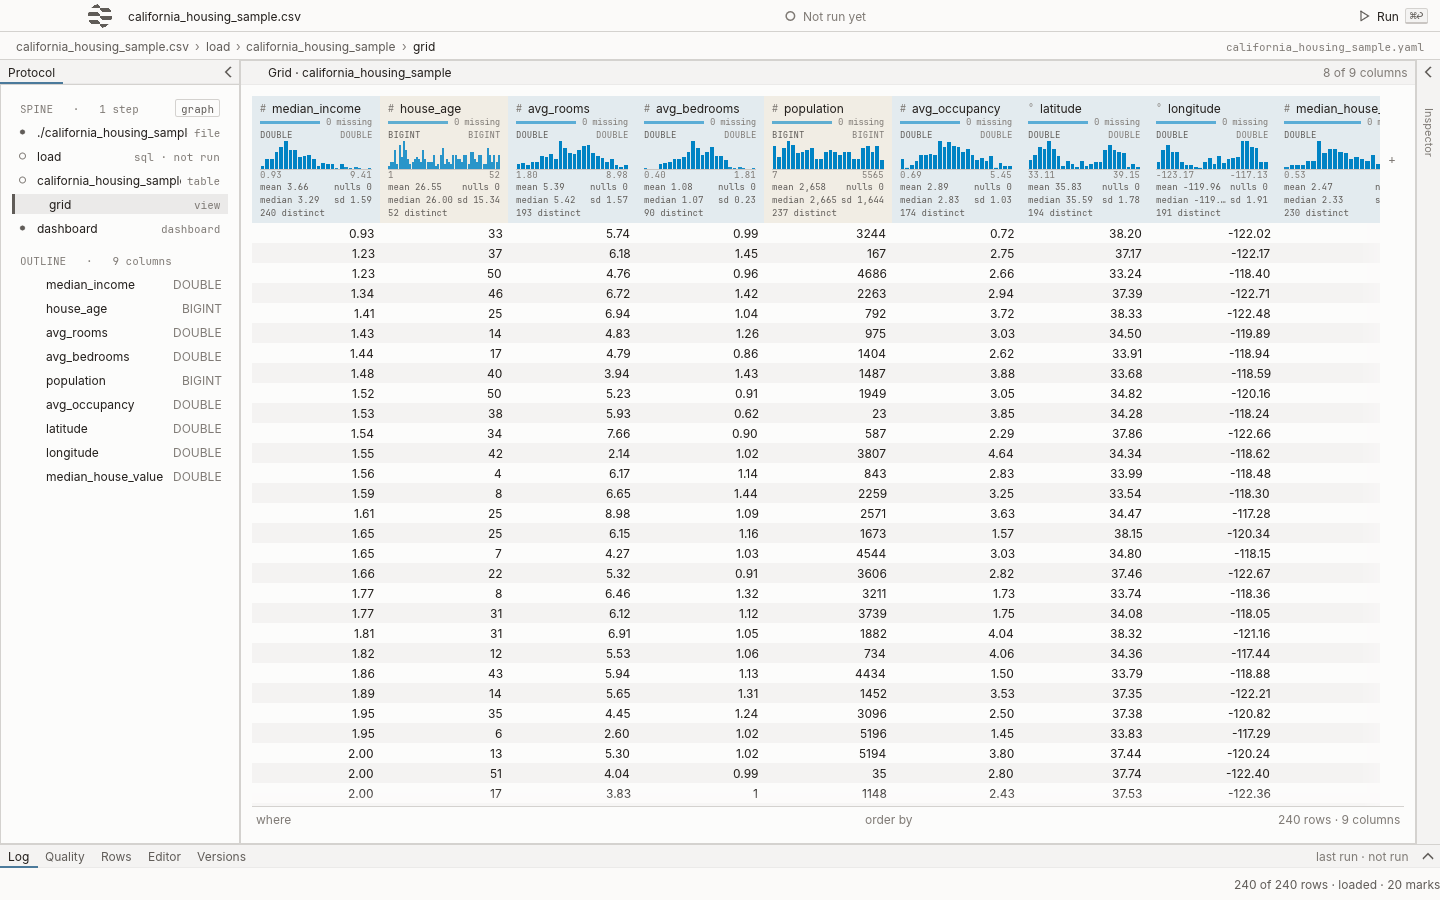 california_housing_sample.csv
Not run yet
Run
california_housing_sample.csv › load › california_housing_sample › grid
california_housing_sample.yaml
Protocol
Grid · california_housing_sample
8 of 9 columns
SPINE · 1 step graph
./california_housing_sampl file
load sql · not run
california_housing_sampl table
grid view
dashboard dashboard
OUTLINE · 9 columns
median_income DOUBLE
house_age BIGINT
avg_rooms DOUBLE
avg_bedrooms DOUBLE
population BIGINT
avg_occupancy DOUBLE
latitude DOUBLE
longitude DOUBLE
median_house_value DOUBLE
# median_income # house_age # avg_rooms # avg_bedrooms # population # avg_occupancy ° latitude ° longitude # median_house_
0 missing 0 missing 0 missing 0 missing 0 missing 0 missing 0 missing 0 missing 0 m
DOUBLE DOUBLE BIGINT BIGINT DOUBLE DOUBLE DOUBLE DOUBLE BIGINT BIGINT DOUBLE DOUBLE DOUBLE DOUBLE DOUBLE DOUBLE DOUBLE
0.93 9.41 1 52 1.80 8.98 0.40 1.81 7 5565 0.69 5.45 33.11 39.15 -123.17 -117.13 0.53
mean 3.66 nulls 0 mean 26.55 nulls 0 mean 5.39 nulls 0 mean 1.08 nulls 0 mean 2,658 nulls 0 mean 2.89 nulls 0 mean 35.83 nulls 0 mean -119.96 nulls 0 mean 2.47 n
median 3.29 sd 1.59 median 26.00 sd 15.34 median 5.42 sd 1.57 median 1.07 sd 0.23 median 2,665 sd 1,644 median 2.83 sd 1.03 median 35.59 sd 1.78 median -119.… sd 1.91 median 2.33 s
240 distinct 52 distinct 193 distinct 90 distinct 237 distinct 174 distinct 194 distinct 191 distinct 230 distinct
+
Inspector
0.93 33 5.74 0.99 3244 0.72 38.20 -122.02
1.23 37 6.18 1.45 167 2.75 37.17 -122.17
1.23 50 4.76 0.96 4686 2.66 33.24 -118.40
1.34 46 6.72 1.42 2263 2.94 37.39 -122.71
1.41 25 6.94 1.04 792 3.72 38.33 -122.48
1.43 14 4.83 1.26 975 3.03 34.50 -119.89
1.44 17 4.79 0.86 1404 2.62 33.91 -118.94
1.48 40 3.94 1.43 1487 3.88 33.68 -118.59
1.52 50 5.23 0.91 1949 3.05 34.82 -120.16
1.53 38 5.93 0.62 23 3.85 34.28 -118.24
1.54 34 7.66 0.90 587 2.29 37.86 -122.66
1.55 42 2.14 1.02 3807 4.64 34.34 -118.62
1.56 4 6.17 1.14 843 2.83 33.99 -118.48
1.59 8 6.65 1.44 2259 3.25 33.54 -118.30
1.61 25 8.98 1.09 2571 3.63 34.47 -117.28
1.65 25 6.15 1.16 1673 1.57 38.15 -120.34
1.65 7 4.27 1.03 4544 3.03 34.80 -118.15
1.66 22 5.32 0.91 3606 2.82 37.46 -122.67
1.77 8 6.46 1.32 3211 1.73 33.74 -118.36
1.77 31 6.12 1.12 3739 1.75 34.08 -118.05
1.81 31 6.91 1.05 1882 4.04 38.32 -121.16
1.82 12 5.53 1.06 734 4.06 34.36 -117.44
1.86 43 5.94 1.13 4434 1.50 33.79 -118.88
1.89 14 5.65 1.31 1452 3.53 37.35 -122.21
1.95 35 4.45 1.24 3096 2.50 37.38 -120.82
1.95 6 2.60 1.02 5196 1.45 33.83 -117.29
2.00 13 5.30 1.02 5194 3.80 37.44 -120.24
2.00 51 4.04 0.99 35 2.80 37.74 -122.40
2.00 17 3.83 1 1148 2.43 37.53 -122.36
where
order by
240 rows · 9 columns
Log Quality Rows Editor Versions
last run · not run
240 of 240 rows · loaded · 20 marks